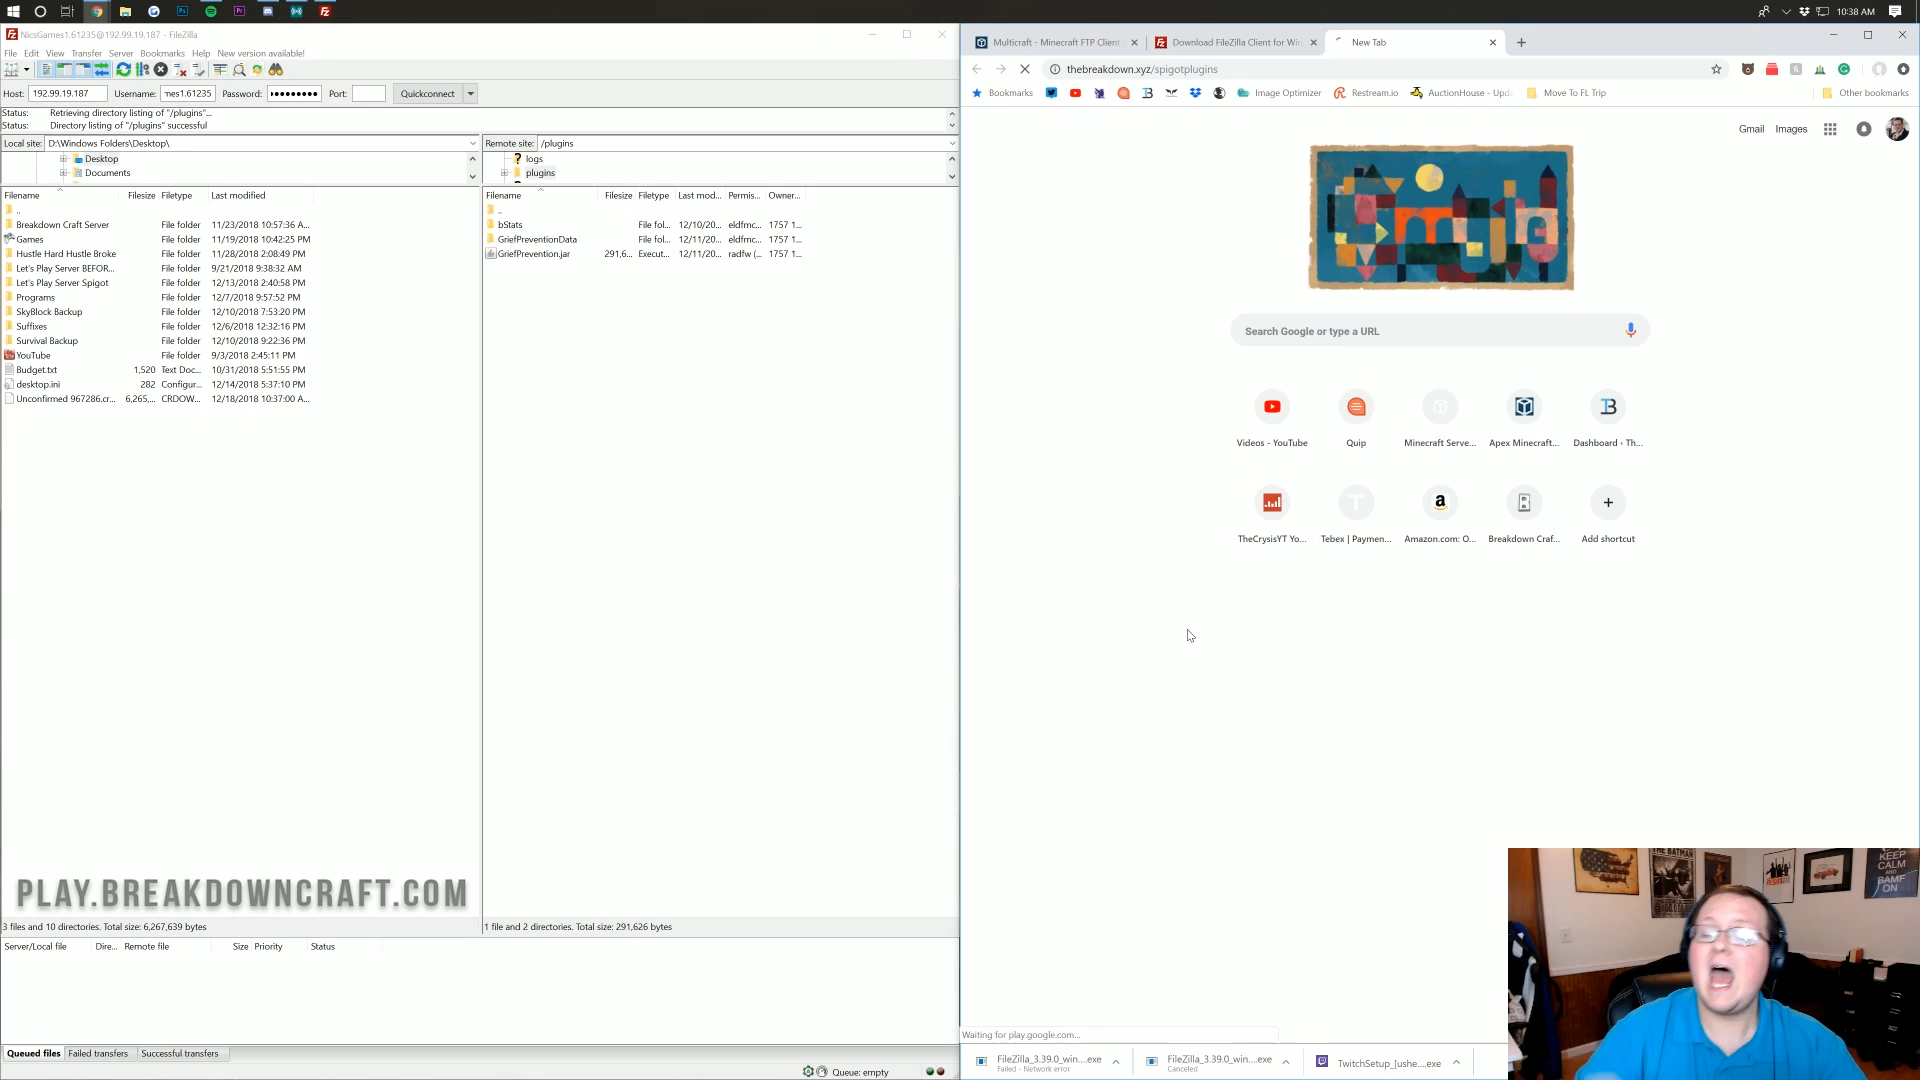 10:38 AM
NicsGames1.61235@192.99.19.187 - FileZilla
File Edit View Transfer Server Bookmarks Help New version available!
Host: 192.99.19.187 Username: nes1.61235 Password: ●●●●●●●●● Port: Quickconnect
Status: Retrieving directory listing of "/plugins"...
Status: Directory listing of "/plugins" successful
Local site: D:\Windows Folders\Desktop\
Desktop
Documents
Filename Filesize Filetype Last modified
..
Breakdown Craft Server File folder 11/23/2018 10:57:36 A...
Games File folder 11/19/2018 10:42:25 PM
Hustle Hard Hustle Broke File folder 11/28/2018 2:08:49 PM
Let's Play Server BEFOR... File folder 9/21/2018 9:38:32 AM
Let's Play Server Spigot File folder 12/13/2018 2:40:58 PM
Programs File folder 12/7/2018 9:57:52 PM
SkyBlock Backup File folder 12/10/2018 7:53:20 PM
Suffixes File folder 12/6/2018 12:32:16 PM
Survival Backup File folder 12/10/2018 9:22:36 PM
YouTube File folder 9/3/2018 2:45:11 PM
Budget.txt 1,520 Text Doc... 10/31/2018 5:51:55 PM
desktop.ini 282 Configur... 12/14/2018 5:37:10 PM
Unconfirmed 967286.cr... 6,265,... CRDOW... 12/18/2018 10:37:00 A...
PLAY.BREAKDOWNCRAFT.COM
3 files and 10 directories. Total size: 6,267,639 bytes
Remote site: /plugins
logs
plugins
Filename Filesize Filetype Last mod... Permis... Owner...
..
bStats File fol... 12/10/20... eldfmc... 1757 1...
GriefPreventionData File fol... 12/11/20... eldfmc... 1757 1...
GriefPrevention.jar 291,6... Execut... 12/11/20... radfw (... 1757 1...
1 file and 2 directories. Total size: 291,626 bytes
Server/Local file Dire... Remote file Size Priority Status
Queued files Failed transfers Successful transfers
Queue: empty
Multicraft - Minecraft FTP Client Download FileZilla Client for Win New Tab
thebreakdown.xyz/spigotplugins
Bookmarks Image Optimizer Restream.io AuctionHouse - Upd Move To FL Trip Other bookmarks
Gmail Images
Search Google or type a URL
Videos - YouTube Quip Minecraft Serve... Apex Minecraft... Dashboard ‹ Th...
TheCrysisYT Yo... Tebex | Paymen... Amazon.com: O... Breakdown Craf... Add shortcut
THE BATMAN
KEEP
CALM
AND
BAMF
ON
Waiting for play.google.com...
FileZilla_3.39.0_win....exe
Failed - Network error
FileZilla_3.39.0_win....exe
Canceled
TwitchSetup_[ushe....exe